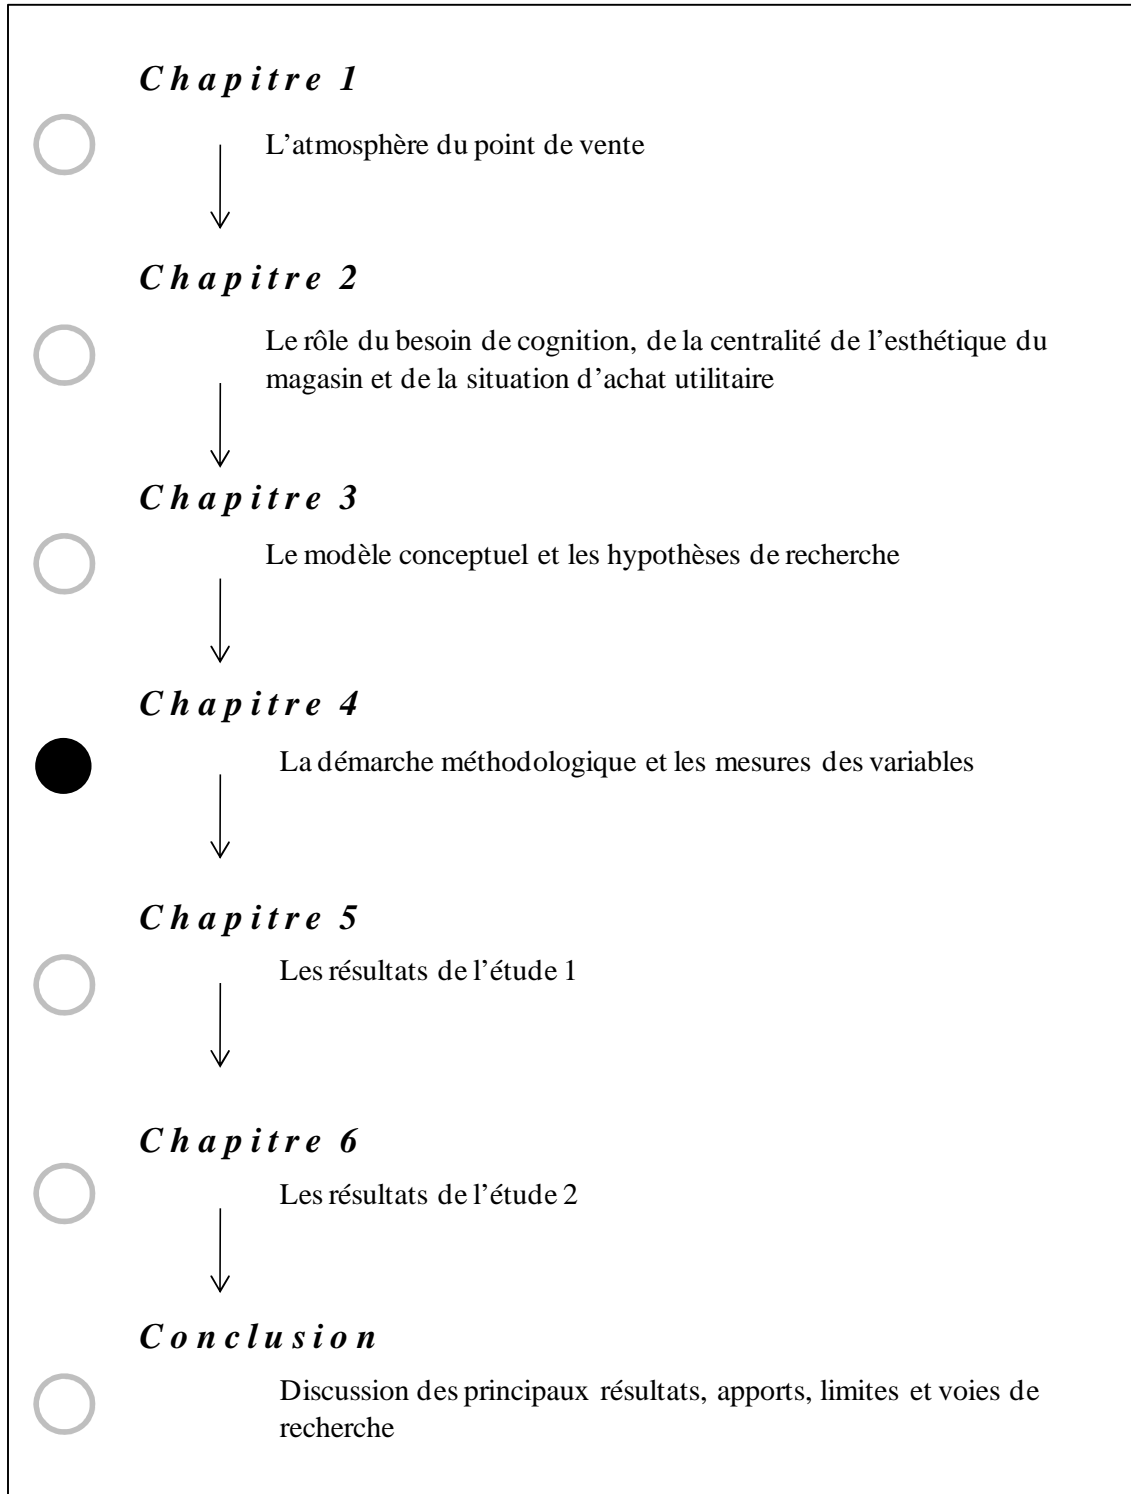 Chapitre 1
L’atmosphère du point de vente
Chapitre 2
Le rôle du besoin de cognition, de la centralité de l’esthétique du
magasin et de la situation d’achat utilitaire
Chapitre 3
Le modèle conceptuel et les hypothèses de recherche
Chapitre 4
La démarche méthodologique et les mesures des variables
Chapitre 5
Les résultats de l’étude 1
Chapitre 6
Les résultats de l’étude 2
Conclusion
Discussion des principaux résultats, apports, limites et voies de
recherche